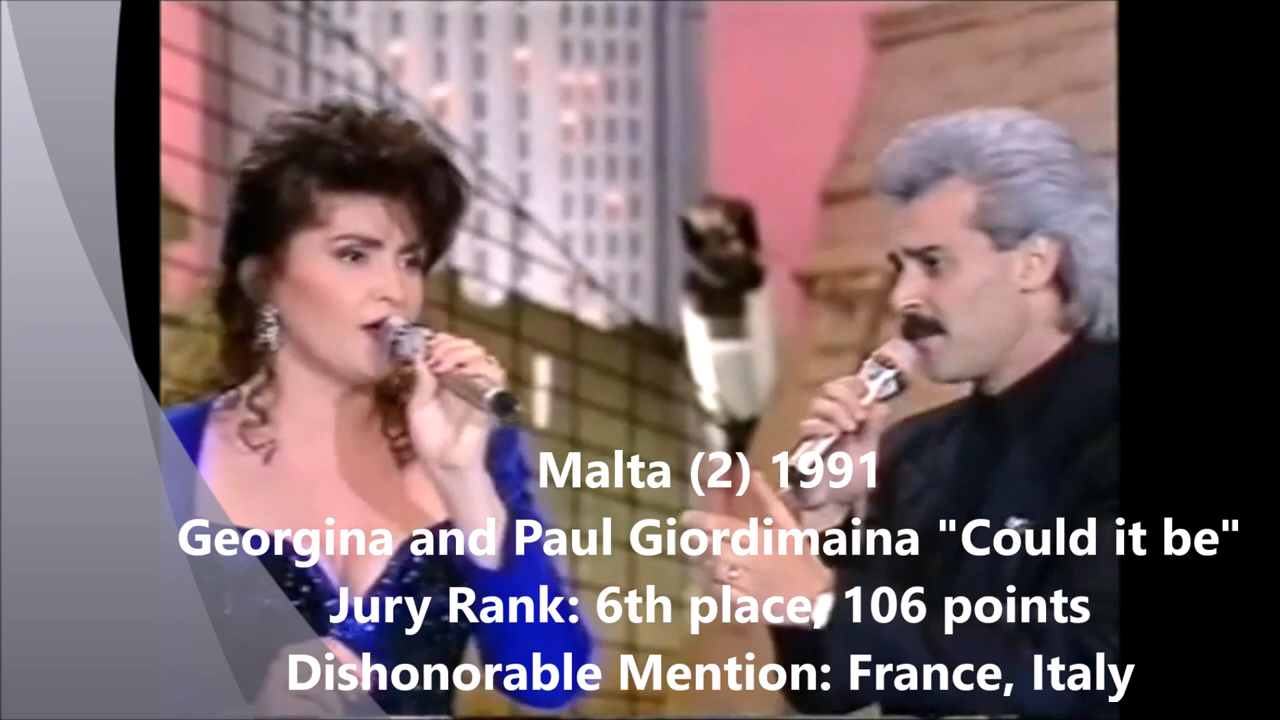 Malta (2) 1991
Georgina and Paul Giordimaina "Could it be"
Jury Rank: 6th place, 106 points
Dishonorable Mention: France, Italy